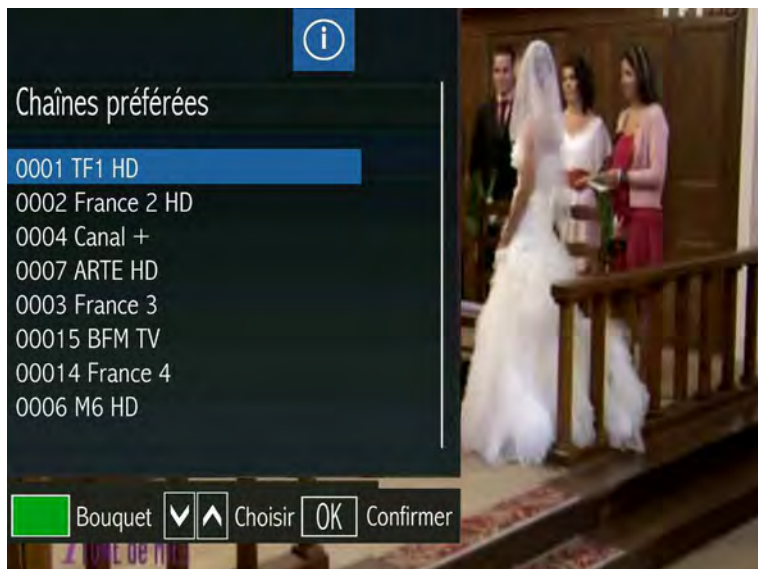 Chaînes préférées
0001 TF1 HD
0002 France 2 HD
0004 Canal +
0007 ARTE HD
0003 France 3
00015 BFM TV
00014 France 4
0006 M6 HD
Bouquet Choisir OK Confirmer